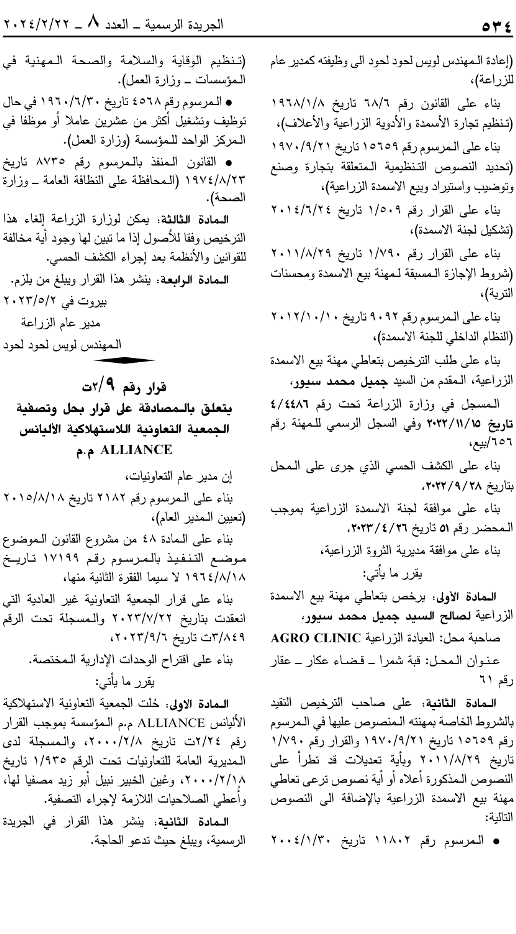 ٥٣٤
الجريدة الرسمية ــ العدد ٨ ــ ٢٠٢٤/٢/٢٢
(إعادة المهندس لويس لحود لحود الى وظيفته كمدير عام
للزراعة)،
بناء على القانون رقم ٦٨/٦ تاريخ ١٩٦٨/١/٨
(تنظيم تجارة الأسمدة والأدوية الزراعية والأعلاف)،
بناء على المرسوم رقم ١٥٦٥٩ تاريخ ١٩٧٠/٩/٢١
(تحديد النصوص التنظيمية المتعلقة بتجارة وصنع
وتوضيب واستيراد وبيع الاسمدة الزراعية)،
بناء على القرار رقم ١/٥٠٩ تاريخ ٢٠١٤/٦/٢٤
(تشكيل لجنة الاسمدة)،
بناء على القرار رقم ١/٧٩٠ تاريخ ٢٠١١/٨/٢٩
(شروط الإجازة المسبقة لمهنة بيع الاسمدة ومحسنات
التربة)،
بناء على المرسوم رقم ٩٠٩٢ تاريخ ٢٠١٢/١٠/١٠
(النظام الداخلي للجنة الأسمدة)،
بناء على طلب الترخيص بتعاطي مهنة بيع الاسمدة
الزراعية، المقدم من السيد جميل محمد سيور،
المسجل في وزارة الزراعة تحت رقم ٤/٤٤٨٦
تاريخ ٢٠٢٢/١١/١٥ وفي السجل الرسمي للمهنة رقم
٦٥٦/بيع،
بناء على الكشف الحسي الذي جرى على المحل
بتاريخ ٢٠٢٢/٩/٢٨،
بناء على موافقة لجنة الاسمدة الزراعية بموجب
المحضر رقم ٥١ تاريخ ٢٠٢٣/٤/٢٦،
بناء على موافقة مديرية الثروة الزراعية،
يقرر ما يأتي:
المادة الأولى: يرخص بتعاطي مهنة بيع الاسمدة
الزراعية لصالح السيد جميل محمد سيور،
صاحبة محل: العيادة الزراعية AGRO CLINIC
عنوان المحل: قبة شمرا ــ قضاء عكار ــ عقار
رقم ٦١
المادة الثانية: على صاحب الترخيص التقيد
بالشروط الخاصة بمهنته المنصوص عليها في المرسوم
رقم ١٥٦٥٩ تاريخ ١٩٧٠/٩/٢١ والقرار رقم ١/٧٩٠
تاريخ ٢٠١١/٨/٢٩ وبأية تعديلات قد تطرأ على
النصوص المذكورة أعلاه أو أية نصوص ترعى تعاطي
مهنة بيع الاسمدة الزراعية بالإضافة الى النصوص
التالية:
● المرسوم رقم ١١٨٠٢ تاريخ ٢٠٠٤/١/٣٠
(تنظيم الوقاية والسلامة والصحة المهنية في
المؤسسات ــ وزارة العمل).
● المرسوم رقم ٤٥٦٨ تاريخ ١٩٦٠/٦/٣٠ في حال
توظيف وتشغيل أكثر من عشرين عاملا أو موظفا في
المركز الواحد للمؤسسة (وزارة العمل).
● القانون المنفذ بالمرسوم رقم ٨٧٣٥ تاريخ
١٩٧٤/٨/٢٣ (المحافظة على النظافة العامة ــ وزارة
الصحة).
المادة الثالثة: يمكن لوزارة الزراعة إلغاء هذا
الترخيص وفقا للأصول إذا ما تبين لها وجود أية مخالفة
للقوانين والأنظمة بعد إجراء الكشف الحسي.
المادة الرابعة: ينشر هذا القرار ويبلغ من يلزم.
بيروت في ٢٠٢٣/٥/٢
مدير عام الزراعة
المهندس لويس لحود لحود
قرار رقم ٢/٩ت
يتعلق بالمصادقة على قرار بحل وتصفية
الجمعية التعاونية للاستهلاكية الأليانس
ALLIANCE م.م
إن مدير عام التعاونيات،
بناء على المرسوم رقم ٢١٨٢ تاريخ ٢٠١٥/٨/١٨
(تعيين المدير العام)،
بناء على المادة ٤٨ من مشروع القانون الموضوع
موضع التنفيذ بالمرسوم رقم ١٧١٩٩ تاريخ
١٩٦٤/٨/١٨ لا سيما الفقرة الثانية منها،
بناء على قرار الجمعية التعاونية غير العادية التي
انعقدت بتاريخ ٢٠٢٣/٧/٢٢ والمسجلة تحت الرقم
٣/٨٤٩ت تاريخ ٢٠٢٣/٩/٦،
بناء على اقتراح الوحدات الإدارية المختصة.
يقرر ما يأتي:
المادة الاولى: حُلت الجمعية التعاونية الاستهلاكية
الأليانس ALLIANCE م.م المؤسسة بموجب القرار
رقم ٢/٢٤ت تاريخ ٢٠٠٠/٢/٨، والمسجلة لدى
المديرية العامة للتعاونيات تحت الرقم ١/٩٣٥ تاريخ
٢٠٠٠/٢/١٨، وعُين الخبير نبيل أبو زيد مصفيا لها،
وأُعطي الصلاحيات اللازمة لإجراء التصفية.
المادة الثانية: ينشر هذا القرار في الجريدة
الرسمية، ويبلغ حيث تدعو الحاجة.